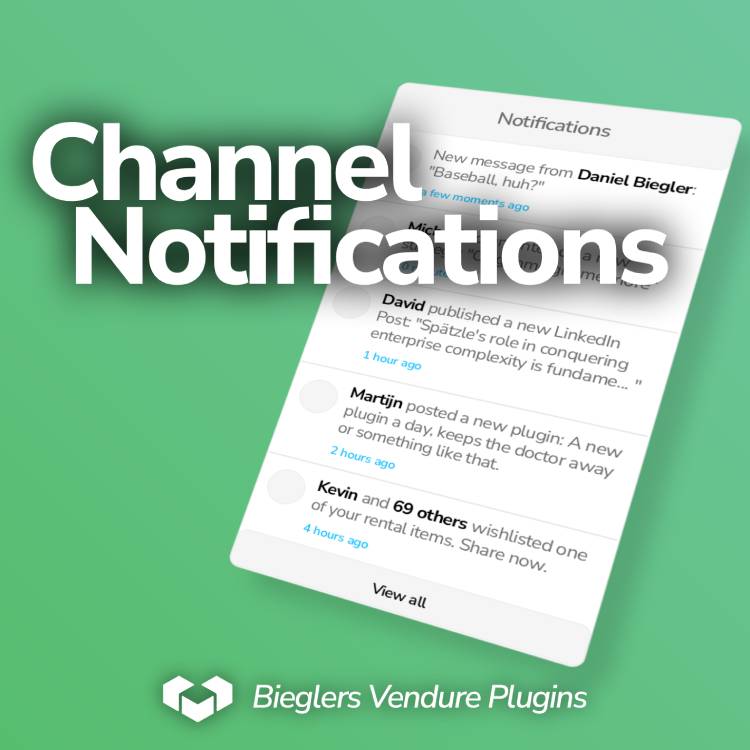 Channel
Notifications
Notifications
New message from Daniel Biegler:
"Baseball, huh?"
a few moments ago
David published a new LinkedIn
Post: "Spätzle's role in conquering
enterprise complexity is fundame... "
1 hour ago
Martijn posted a new plugin: A new
plugin a day, keeps the doctor away
or something like that.
2 hours ago
Kevin and 69 others wishlisted one
of your rental items. Share now.
4 hours ago
View all
Bieglers Vendure Plugins